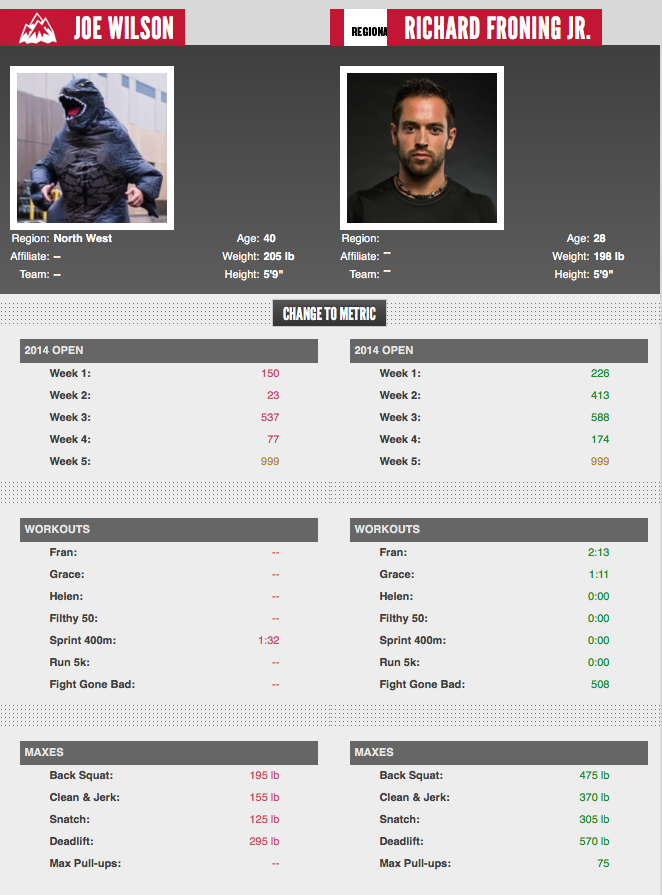 JOE WILSON
REGIONA RICHARD FRONING JR.
Region: North West Age: 40
Affiliate: -- Weight: 205 lb
Team: -- Height: 5'9"
Region: Age: 28
Affiliate: -- Weight: 198 lb
Team: -- Height: 5'9"
CHANGE TO METRIC
2014 OPEN
Week 1: 150
Week 2: 23
Week 3: 537
Week 4: 77
Week 5: 999
2014 OPEN
Week 1: 226
Week 2: 413
Week 3: 588
Week 4: 174
Week 5: 999
WORKOUTS
Fran: --
Grace: --
Helen: --
Filthy 50: --
Sprint 400m: 1:32
Run 5k: --
Fight Gone Bad: --
WORKOUTS
Fran: 2:13
Grace: 1:11
Helen: 0:00
Filthy 50: 0:00
Sprint 400m: 0:00
Run 5k: 0:00
Fight Gone Bad: 508
MAXES
Back Squat: 195 lb
Clean & Jerk: 155 lb
Snatch: 125 lb
Deadlift: 295 lb
Max Pull-ups: --
MAXES
Back Squat: 475 lb
Clean & Jerk: 370 lb
Snatch: 305 lb
Deadlift: 570 lb
Max Pull-ups: 75